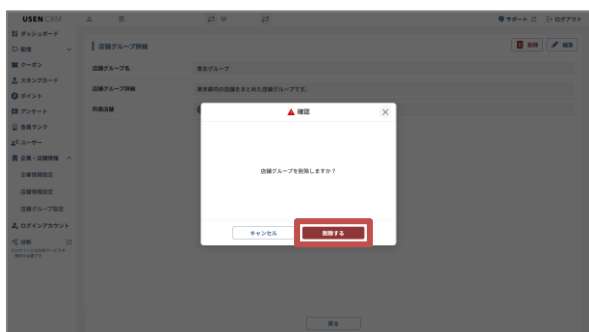 USEN CRM
サポート
ログアウト
ダッシュボード
配信
店舗グループ詳細
削除
編集
クーポン
店舗グループ名
東京グループ
スタンプカード
店舗グループ詳細
東京都内の店舗をまとめた店舗グループです。
ポイント
アンケート
所属店舗
確認
会員ランク
ユーザー
企業・店舗情報
店舗グループを削除しますか？
企業情報設定
店舗情報設定
店舗グループ設定
ログインアカウント
キャンセル
削除する
分析
戻る